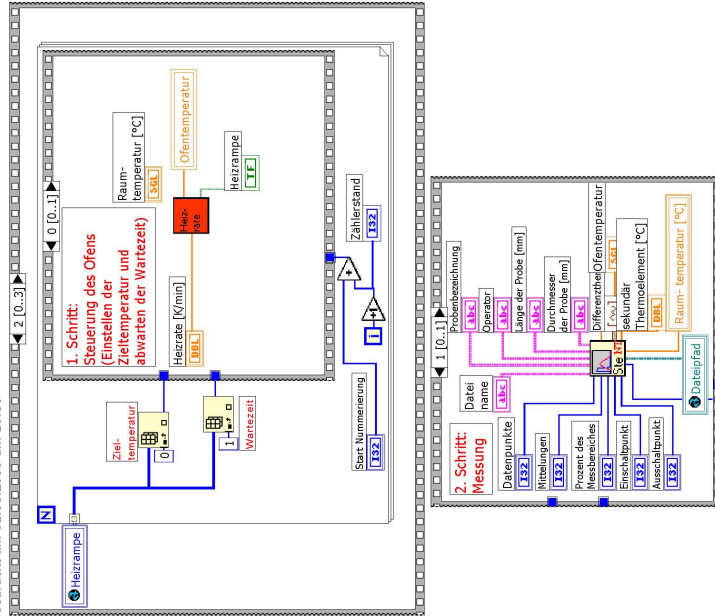 2 [0..3]
0 [0..1]
1. Schritt:
Steuerung des Ofens
(Einstellen der
Zieltemperatur und
abwarten der Wartezeit)
Raum-
temperatur [°C]
SGL
Ofentemperatur
Heiz-
rate
Heizrampe
TF
Heizrate [K/min]
DBL
Ziel-
temperatur
0
1
Wartezeit
N
Heizrampe
Start Nummerierung
I32
i
+1
+
Zählerstand
I32
1 [0..1]
2. Schritt:
Messung
Datei
name
abc
Probenbezeichnung
abc
Operator
abc
Länge der Probe [mm]
abc
Durchmesser
der Probe [mm]
abc
Ofentemperatur
SGL
sekundär
Thermoelement [°C]
DBL
Raum- temperatur [°C]
Datenpunkte
I32
Mittelungen
I32
Prozent des
Messbereiches
I32
Einschaltpunkt
I32
Ausschaltpunkt
I32
Dateipfad